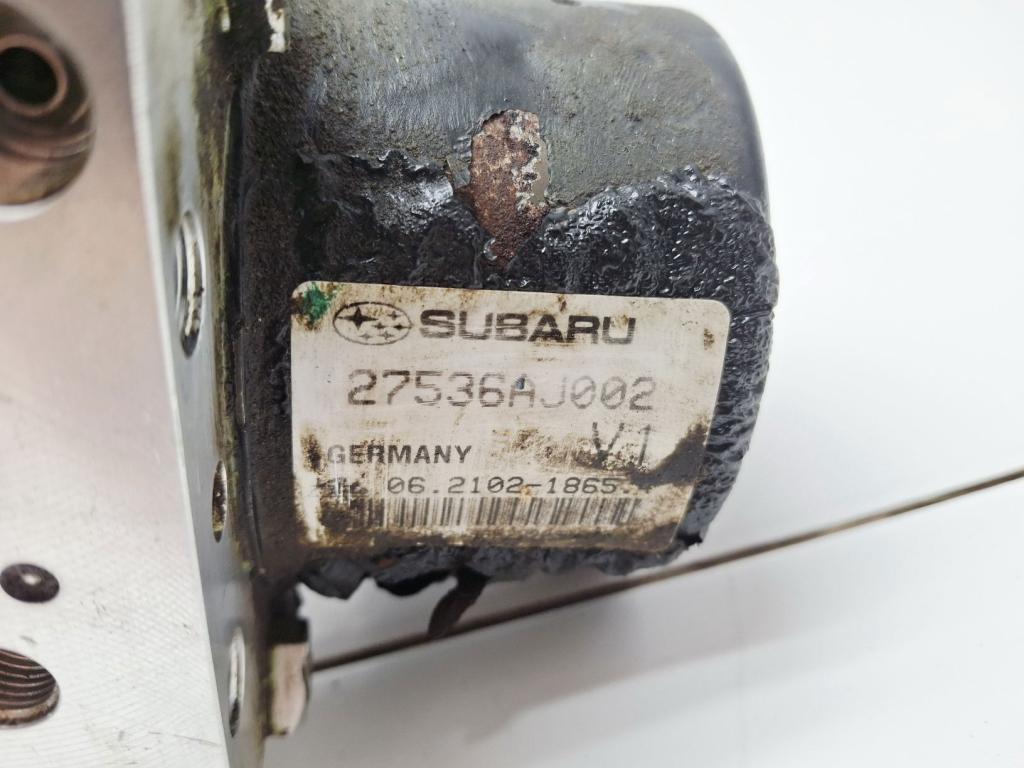 SUBARU
27536AJ002
V1
GERMANY
06.2102-1865